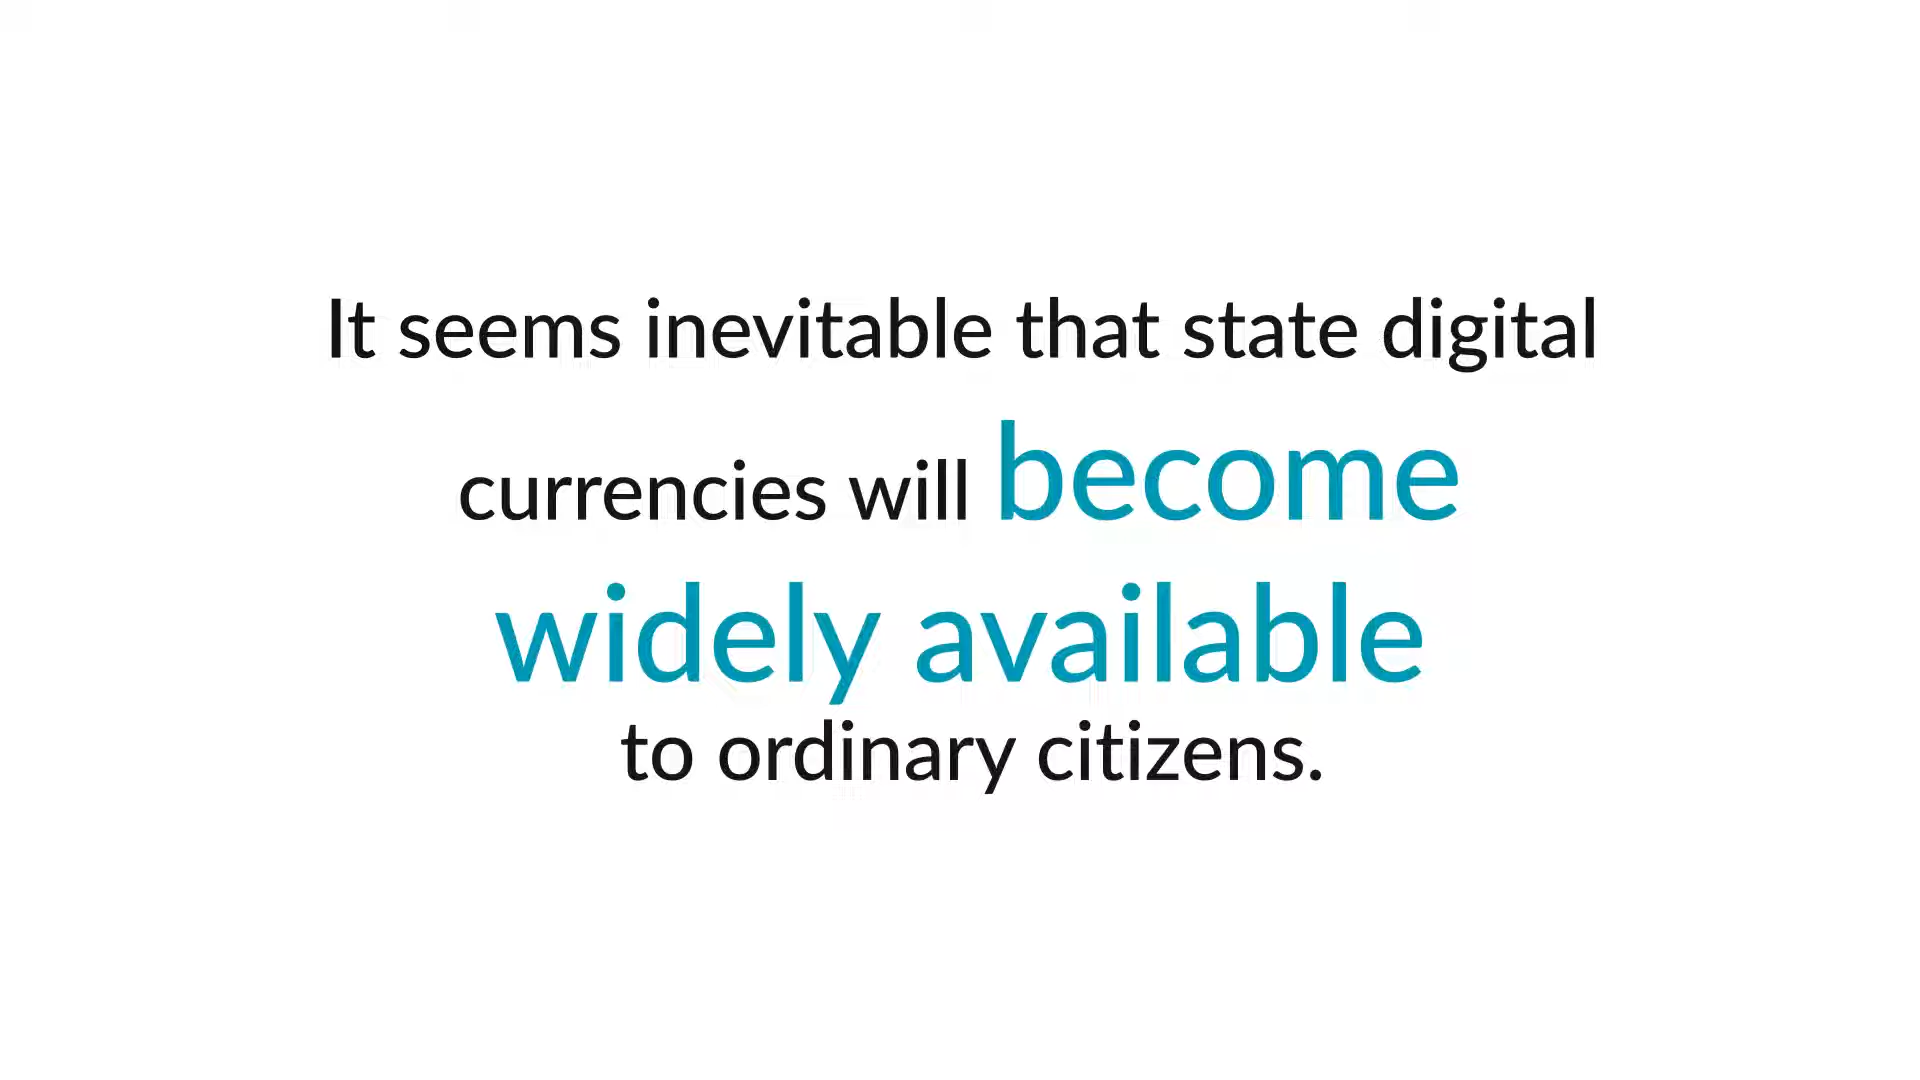 It seems inevitable that state digital
currencies will become
widely available
to ordinary citizens.